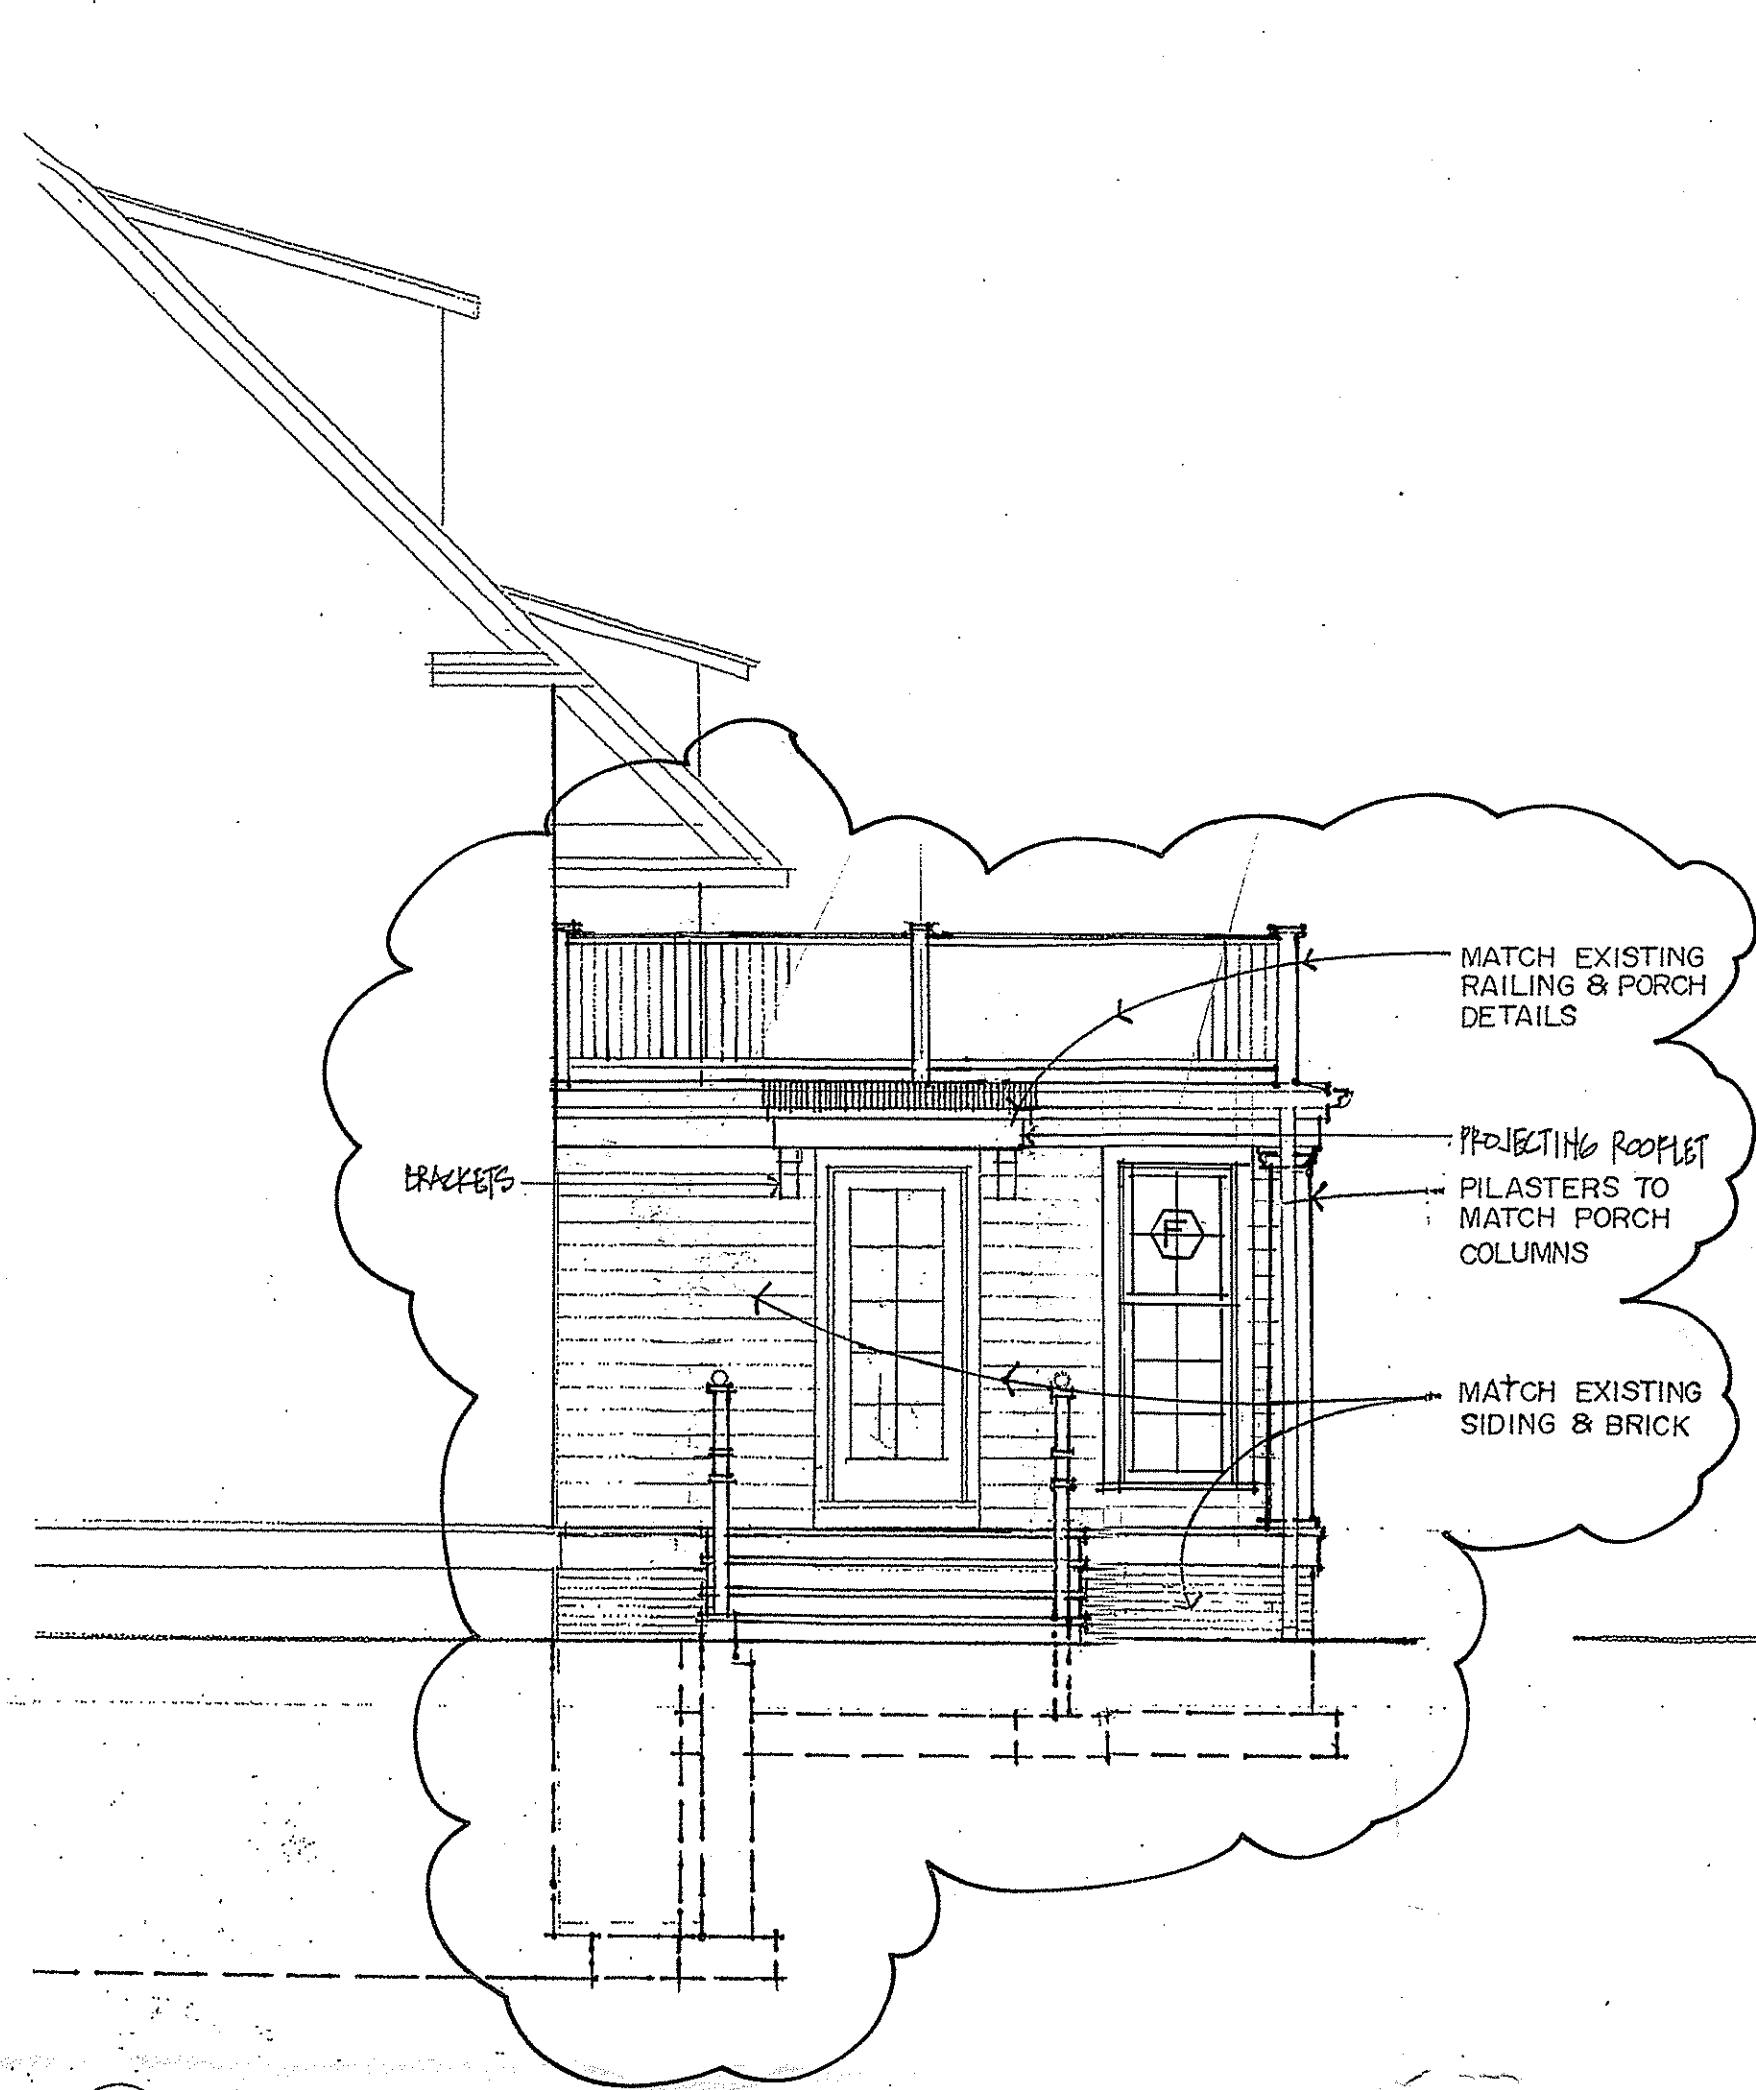 MATCH EXISTING
RAILING & PORCH
DETAILS
PROJECTING ROOFLET
BRACKETS
PILASTERS TO
MATCH PORCH
COLUMNS
F
MATCH EXISTING
SIDING & BRICK